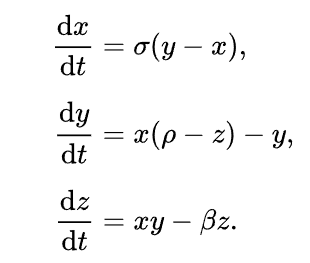 dx/dt = σ(y − x),
dy/dt = x(ρ − z) − y,
dz/dt = xy − βz.